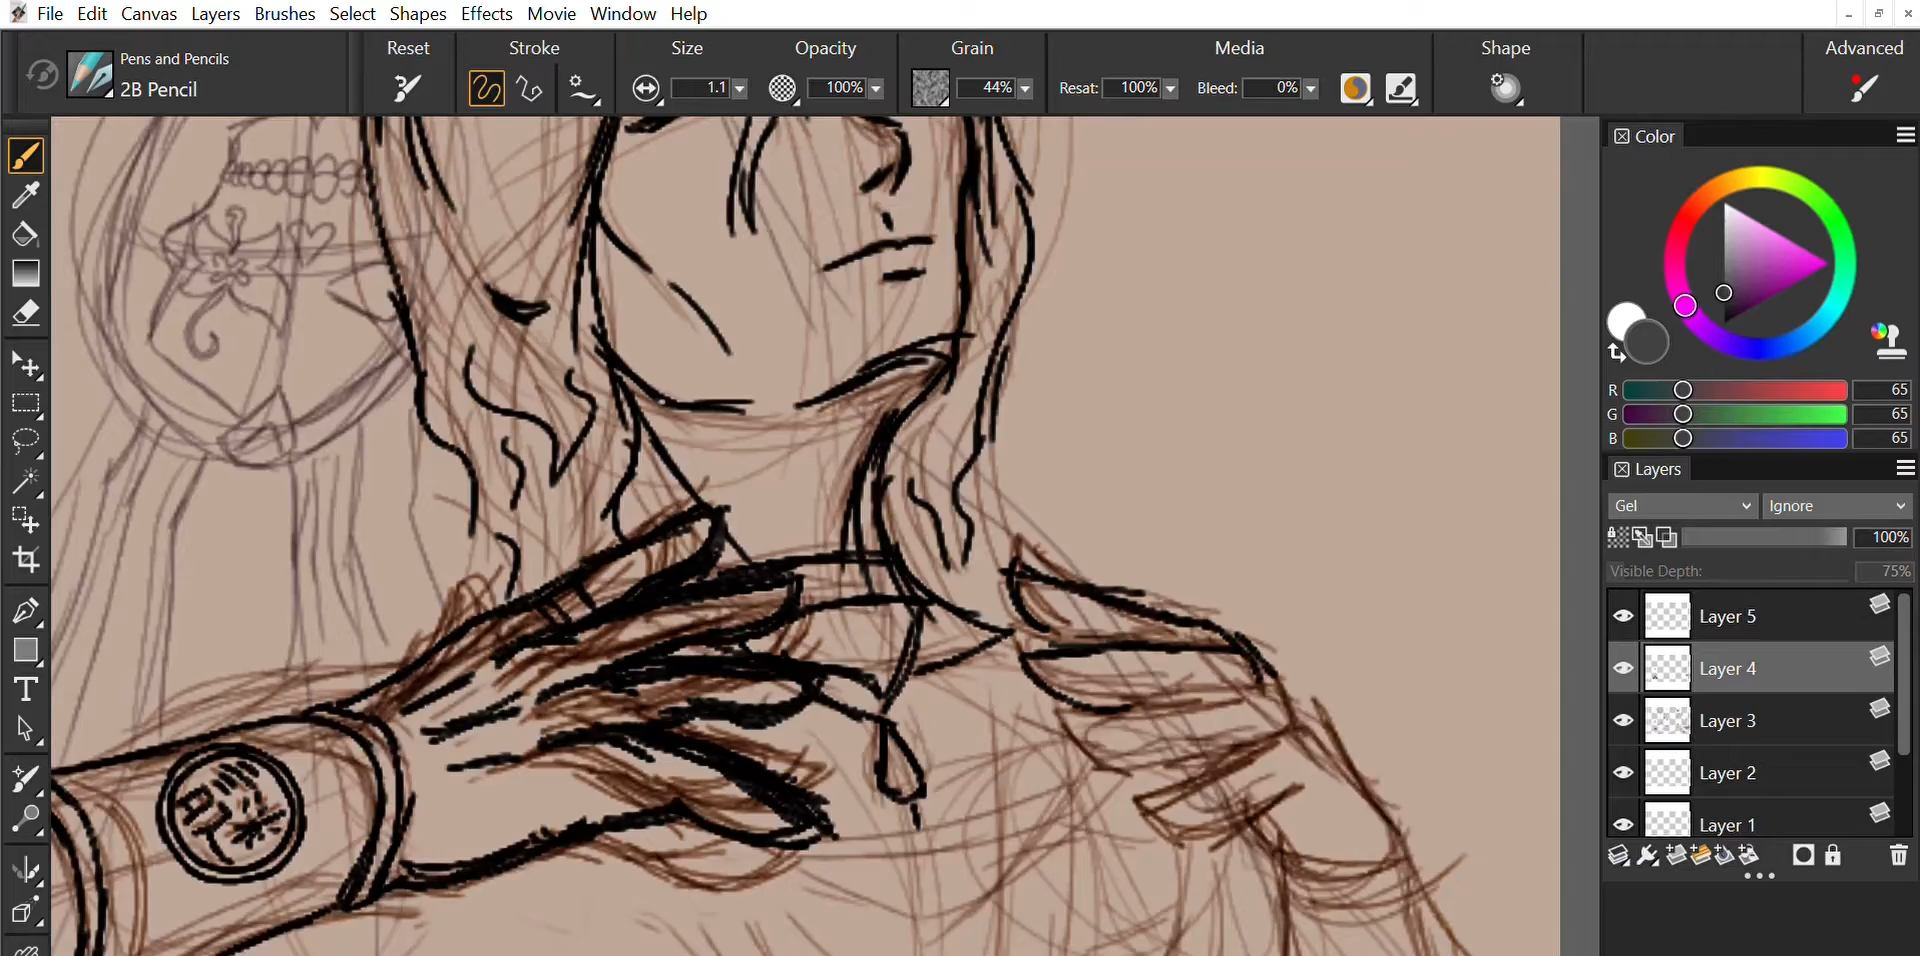 File Edit Canvas Layers Brushes Select Shapes Effects Movie Window Help
Pens and Pencils
2B Pencil
Reset
Stroke
Size
1.1
Opacity
100%
Grain
44%
Media
Resat: 100% Bleed: 0%
Shape
Advanced
Color
R 65
G 65
B 65
Layers
Gel Ignore
100%
Visible Depth: 75%
Layer 5
Layer 4
Layer 3
Layer 2
Layer 1